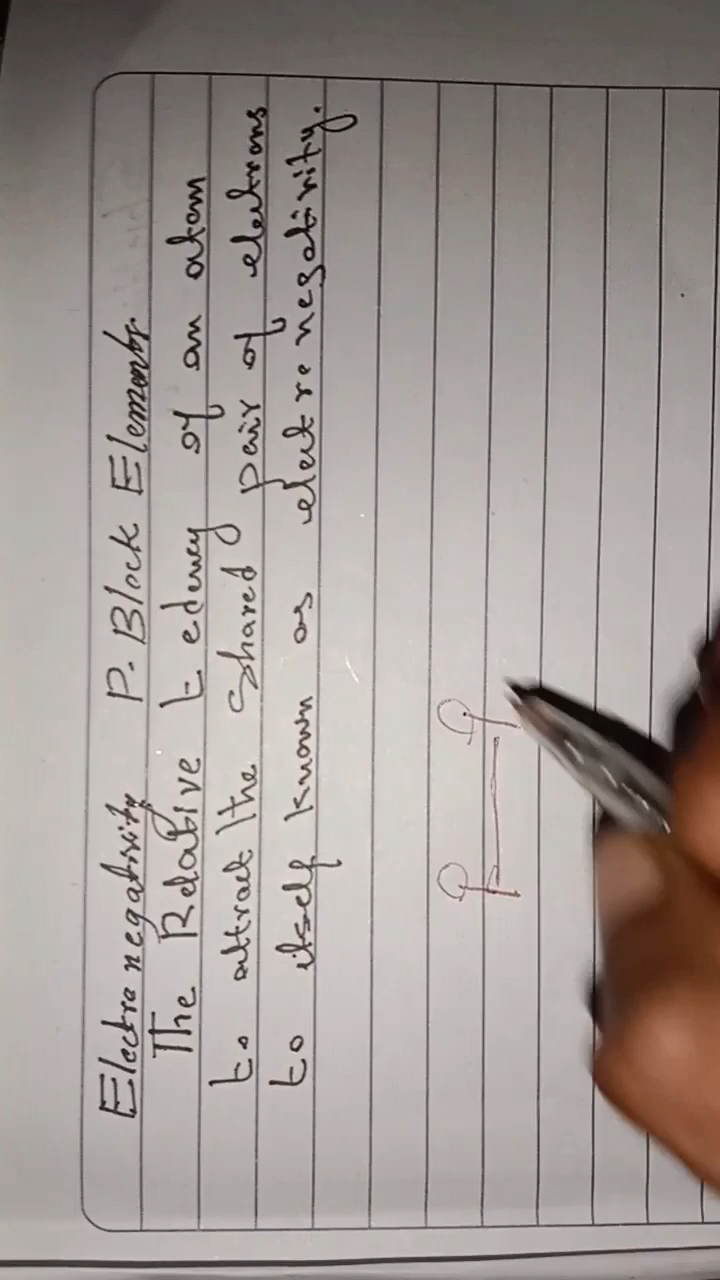 Electronegativity P. Block Elements.
The Relative tedency of an atom
to attract the shared pair of electrons
to itself known as electronegativity.